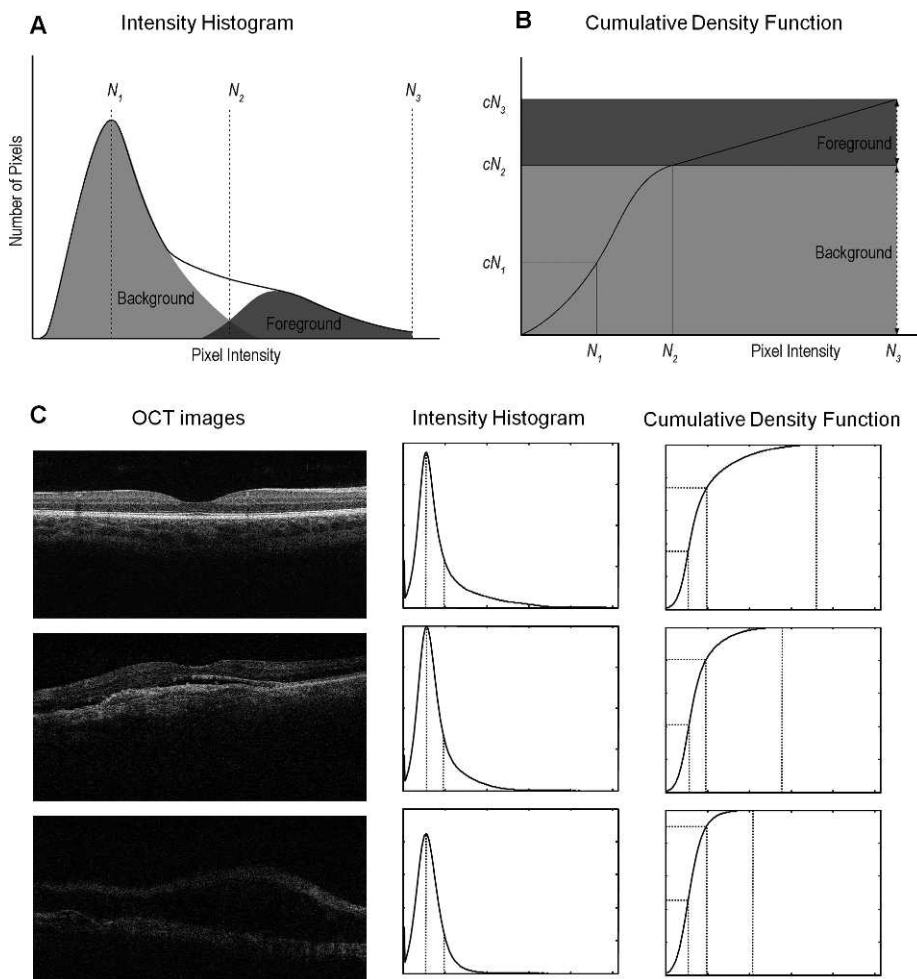 A Intensity Histogram
N1 N2 N3
Number of Pixels
Background
Foreground
Pixel Intensity
B Cumulative Density Function
cN3
Foreground
cN2
Background
cN1
N1 N2 Pixel Intensity N3
C OCT images Intensity Histogram Cumulative Density Function